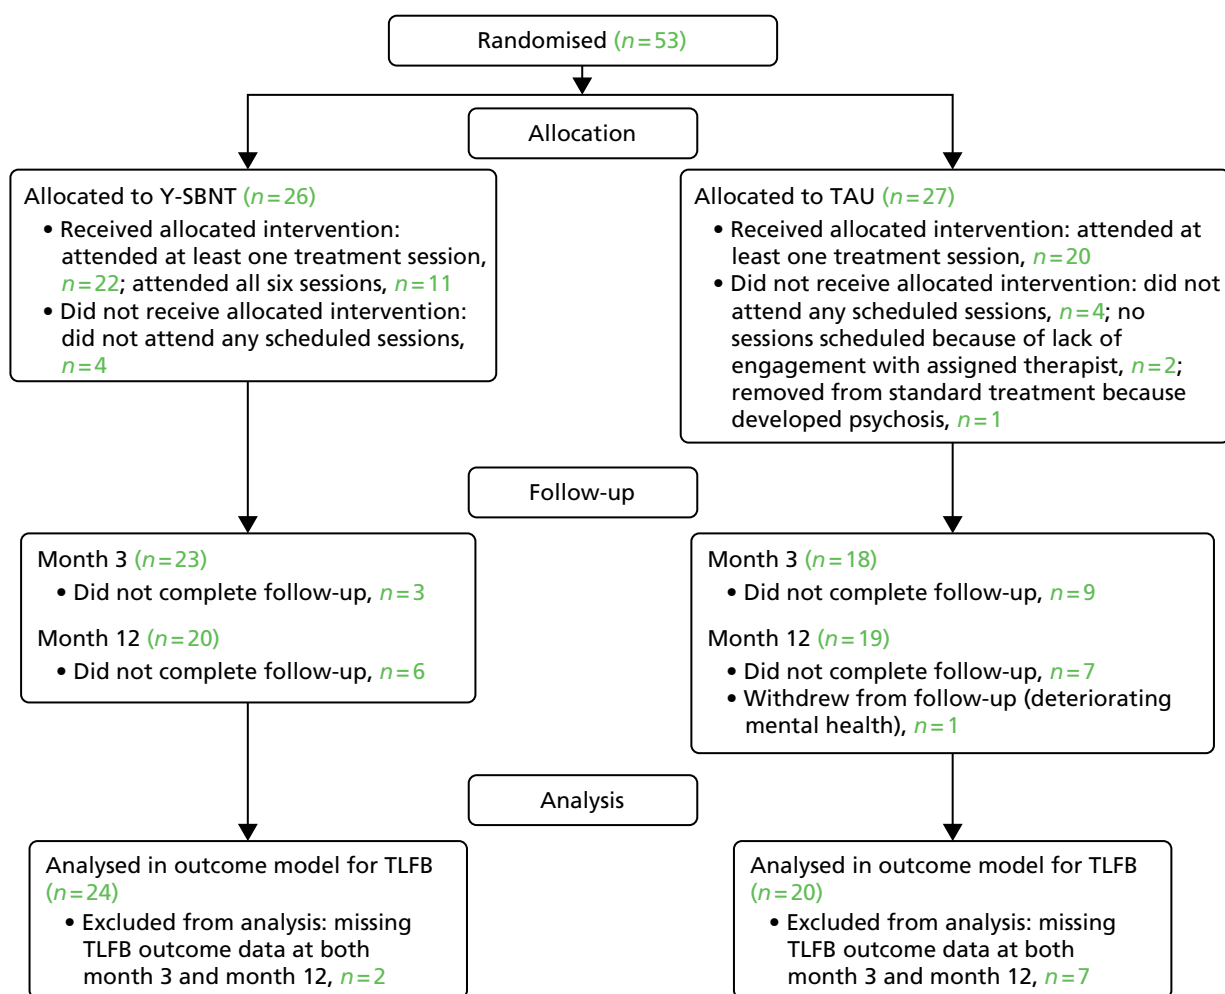 Randomised (n=53)
Allocation
Allocated to Y-SBNT (n=26)
• Received allocated intervention:
attended at least one treatment session,
n=22; attended all six sessions, n=11
• Did not receive allocated intervention:
did not attend any scheduled sessions,
n=4
Allocated to TAU (n=27)
• Received allocated intervention: attended at
least one treatment session, n=20
• Did not receive allocated intervention: did not
attend any scheduled sessions, n=4; no
sessions scheduled because of lack of
engagement with assigned therapist, n=2;
removed from standard treatment because
developed psychosis, n=1
Follow-up
Month 3 (n=23)
• Did not complete follow-up, n=3
Month 12 (n=20)
• Did not complete follow-up, n=6
Month 3 (n=18)
• Did not complete follow-up, n=9
Month 12 (n=19)
• Did not complete follow-up, n=7
• Withdrew from follow-up (deteriorating
mental health), n=1
Analysis
Analysed in outcome model for TLFB
(n=24)
• Excluded from analysis: missing
TLFB outcome data at both
month 3 and month 12, n=2
Analysed in outcome model for TLFB
(n=20)
• Excluded from analysis: missing
TLFB outcome data at both
month 3 and month 12, n=7